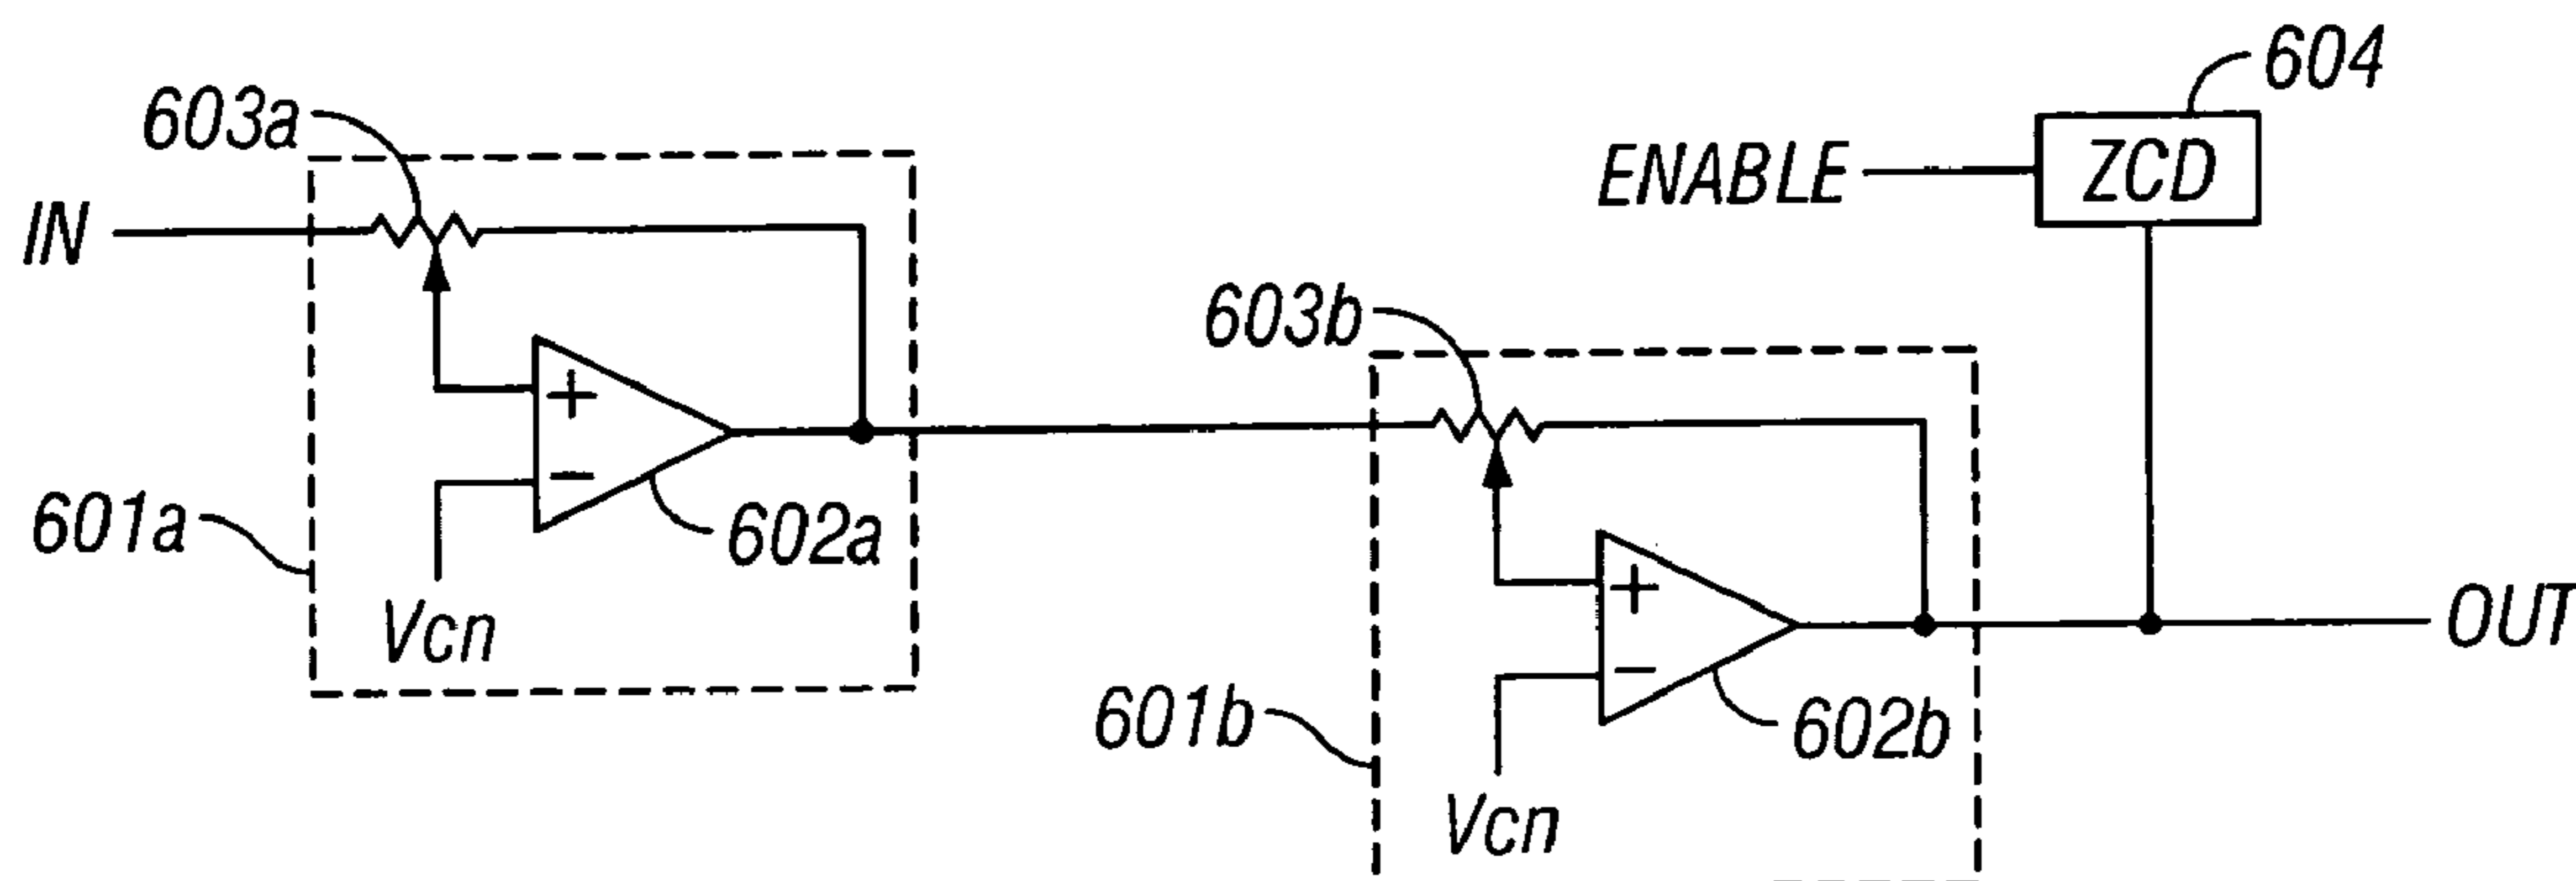 604
603a
ENABLE
ZCD
IN
603b
+
−
601a
602a
Vcn
+
−
OUT
601b
602b
Vcn